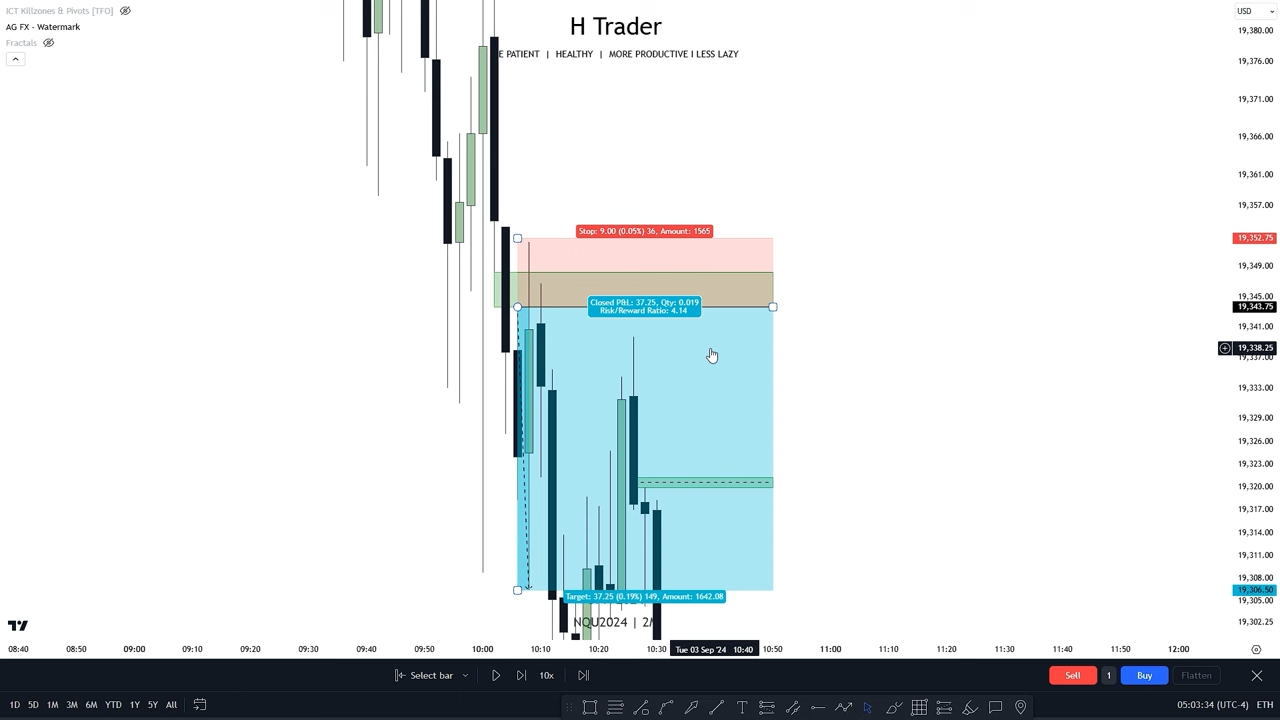 ICT Killzones & Pivots [TFO]
AG FX - Watermark
Fractals
H Trader
E PATIENT | HEALTHY | MORE PRODUCTIVE I LESS LAZY
USD
19,380.00
19,376.00
19,371.00
19,366.00
19,361.00
19,357.00
19,352.75
19,349.00
19,345.00
19,343.75
19,341.00
19,338.25
19,337.00
19,333.00
19,329.00
19,326.00
19,323.00
19,320.00
19,317.00
19,314.00
19,311.00
19,308.00
19,306.50
19,305.00
19,302.25
Stop: 9.00 (0.05%) 36, Amount: 1565
Closed P&L: 37.25, Qty: 0.019
Risk/Reward Ratio: 4.14
Target: 37.25 (0.19%) 149, Amount: 1642.08
NQU2024 | 2M
08:40 08:50 09:00 09:10 09:20 09:30 09:40 09:50 10:00 10:10 10:20 10:30 Tue 03 Sep '24 10:40 10:50 11:00 11:10 11:20 11:30 11:40 11:50 12:00
Select bar 10x Sell 1 Buy Flatten
1D 5D 1M 3M 6M YTD 1Y 5Y All 05:03:34 (UTC-4) ETH